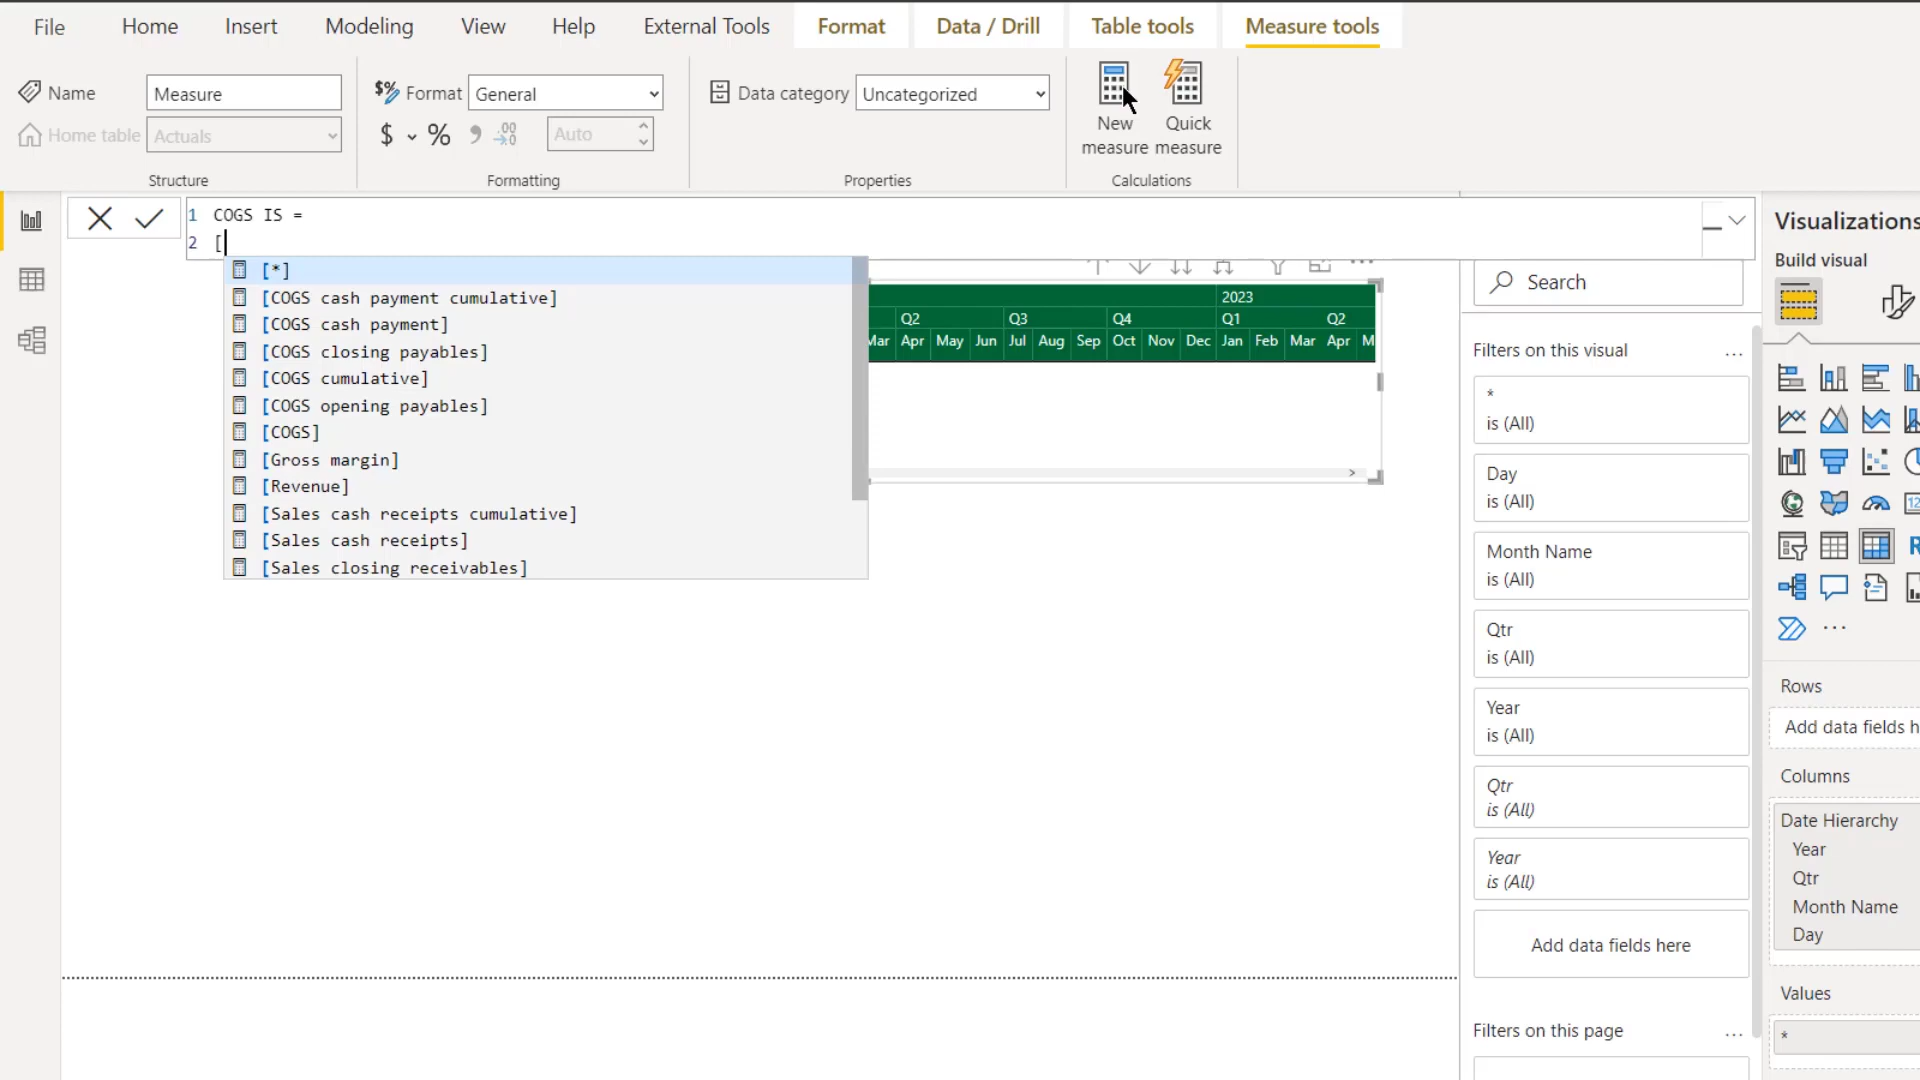 File Home Insert Modeling View Help External Tools Format Data / Drill Table tools Measure tools
Name Measure
Home table Actuals
Structure
$% Format General
$ % 9 .00 Auto
Formatting
Data category Uncategorized
Properties
New measure
Quick measure
Calculations
1 COGS IS =
2 [
[*]
[COGS cash payment cumulative]
[COGS cash payment]
[COGS closing payables]
[COGS cumulative]
[COGS opening payables]
[COGS]
[Gross margin]
[Revenue]
[Sales cash receipts cumulative]
[Sales cash receipts]
[Sales closing receivables]
2023
Q2 Q3 Q4 Q1 Q2
Mar Apr May Jun Jul Aug Sep Oct Nov Dec Jan Feb Mar Apr M
Search
Filters on this visual ...
*
is (All)
Day
is (All)
Month Name
is (All)
Qtr
is (All)
Year
is (All)
Qtr
is (All)
Year
is (All)
Add data fields here
Filters on this page ...
Visualizations
Build visual
123
R
...
Rows
Add data fields h
Columns
Date Hierarchy
Year
Qtr
Month Name
Day
Values
*